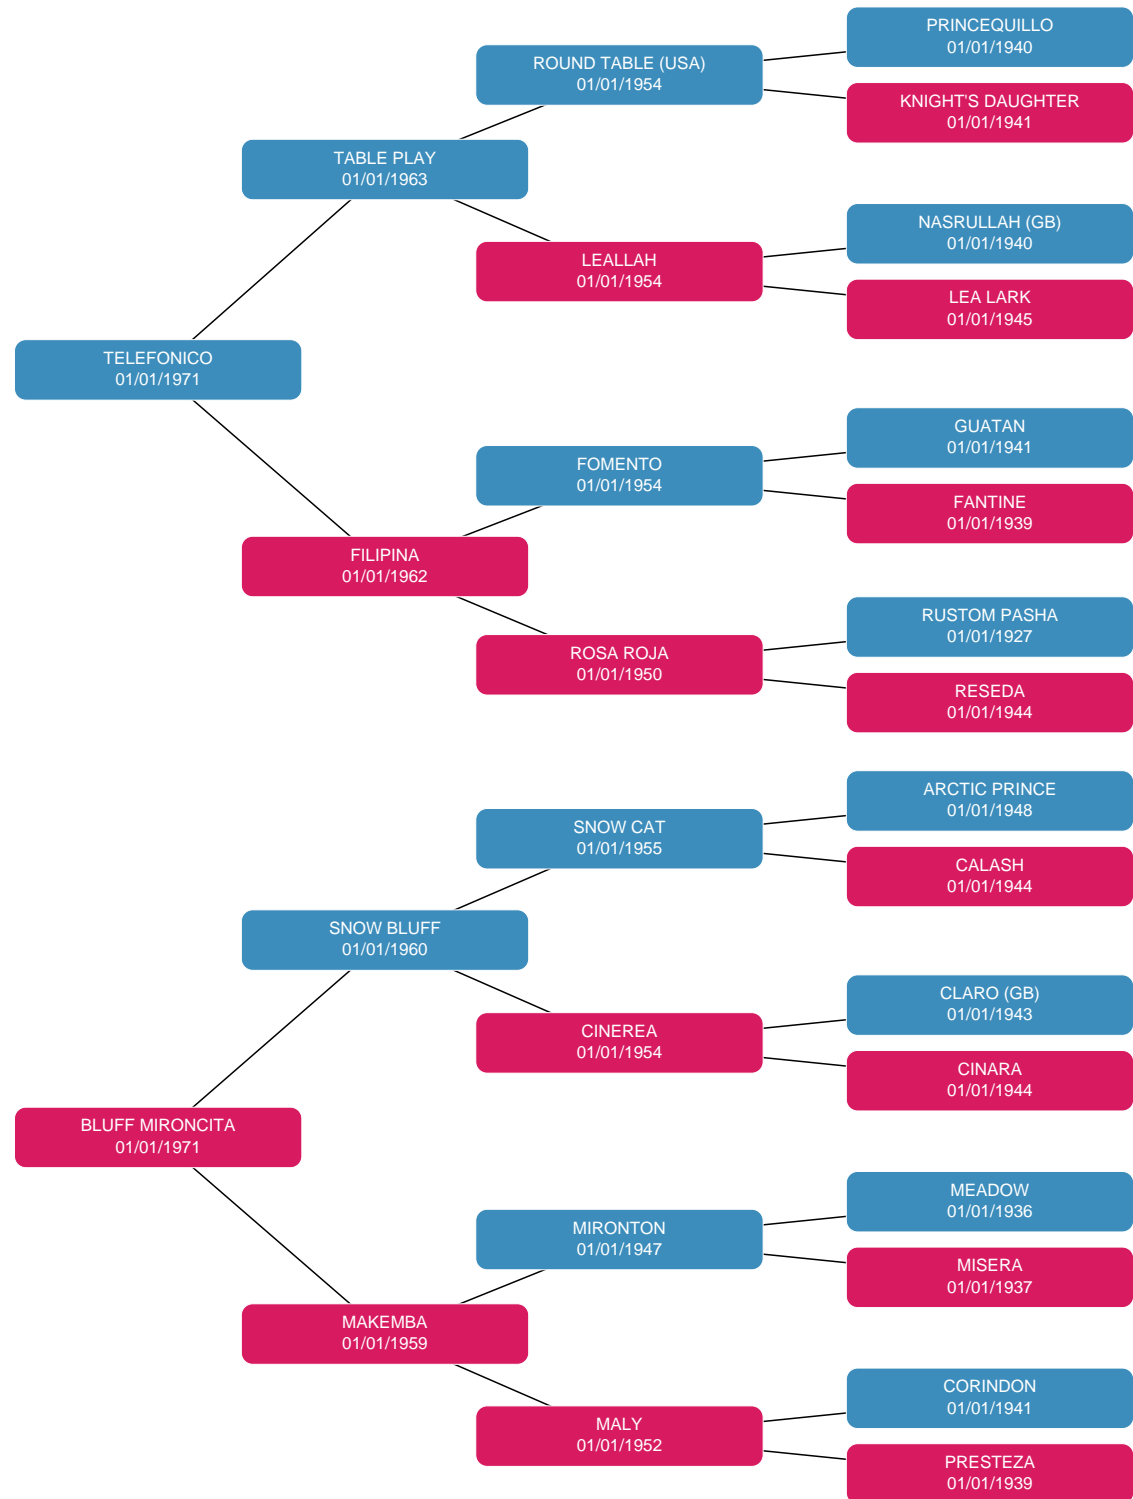 PRINCEQUILLO
01/01/1940
ROUND TABLE (USA)
01/01/1954
KNIGHT'S DAUGHTER
01/01/1941
TABLE PLAY
01/01/1963
NASRULLAH (GB)
01/01/1940
LEALLAH
01/01/1954
LEA LARK
01/01/1945
TELEFONICO
01/01/1971
GUATAN
01/01/1941
FOMENTO
01/01/1954
FANTINE
01/01/1939
FILIPINA
01/01/1962
RUSTOM PASHA
01/01/1927
ROSA ROJA
01/01/1950
RESEDA
01/01/1944
ARCTIC PRINCE
01/01/1948
SNOW CAT
01/01/1955
CALASH
01/01/1944
SNOW BLUFF
01/01/1960
CLARO (GB)
01/01/1943
CINEREA
01/01/1954
CINARA
01/01/1944
BLUFF MIRONCITA
01/01/1971
MEADOW
01/01/1936
MIRONTON
01/01/1947
MISERA
01/01/1937
MAKEMBA
01/01/1959
CORINDON
01/01/1941
MALY
01/01/1952
PRESTEZA
01/01/1939